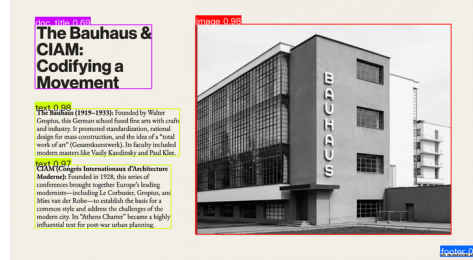 doc_title 0.69
The Bauhaus &
CIAM:
Codifying a
Movement
text 0.98
The Bauhaus (1919–1933): Founded by Walter
Gropius, this German school fused fine arts with crafts
and industry. It promoted standardization, rational
design for mass construction, and the idea of a "total
work of art" (Gesamtkunstwerk). Its faculty included
modern masters like Vasily Kandinsky and Paul Klee.
text 0.97
CIAM (Congrès Internationaux d'Architecture
Moderne): Founded in 1928, this series of
conferences brought together Europe's leading
modernists—including Le Corbusier, Gropius, and
Mies van der Rohe—to establish the basis for a
common style and address the challenges of the
modern city. Its "Athens Charter" became a highly
influential text for post-war urban planning.
image 0.98
BAUHAUS
footer 0